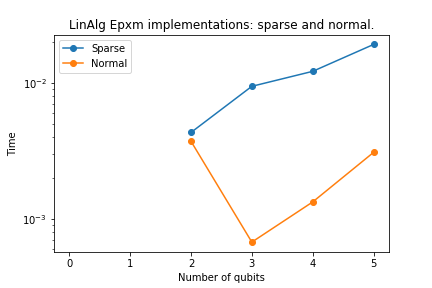 LinAlg Epxm implementations: sparse and normal.
Sparse
Normal
10⁻²
10⁻³
Time
0 1 2 3 4 5
Number of qubits